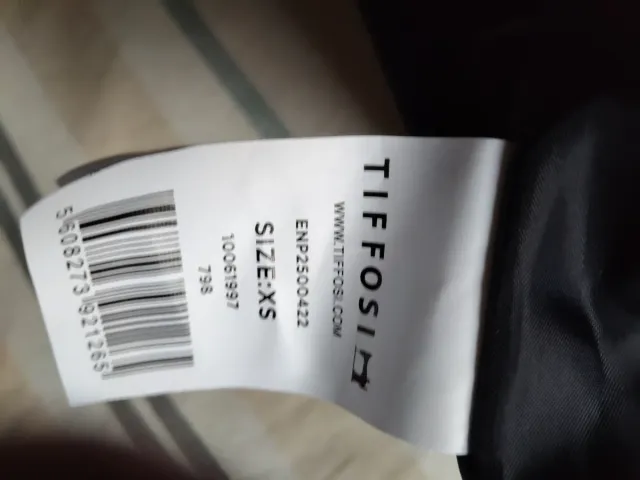 TIFFOSI
WWW.TIFFOSI.COM
ENP2500422
SIZE:XS
10061997
798
5608273921265